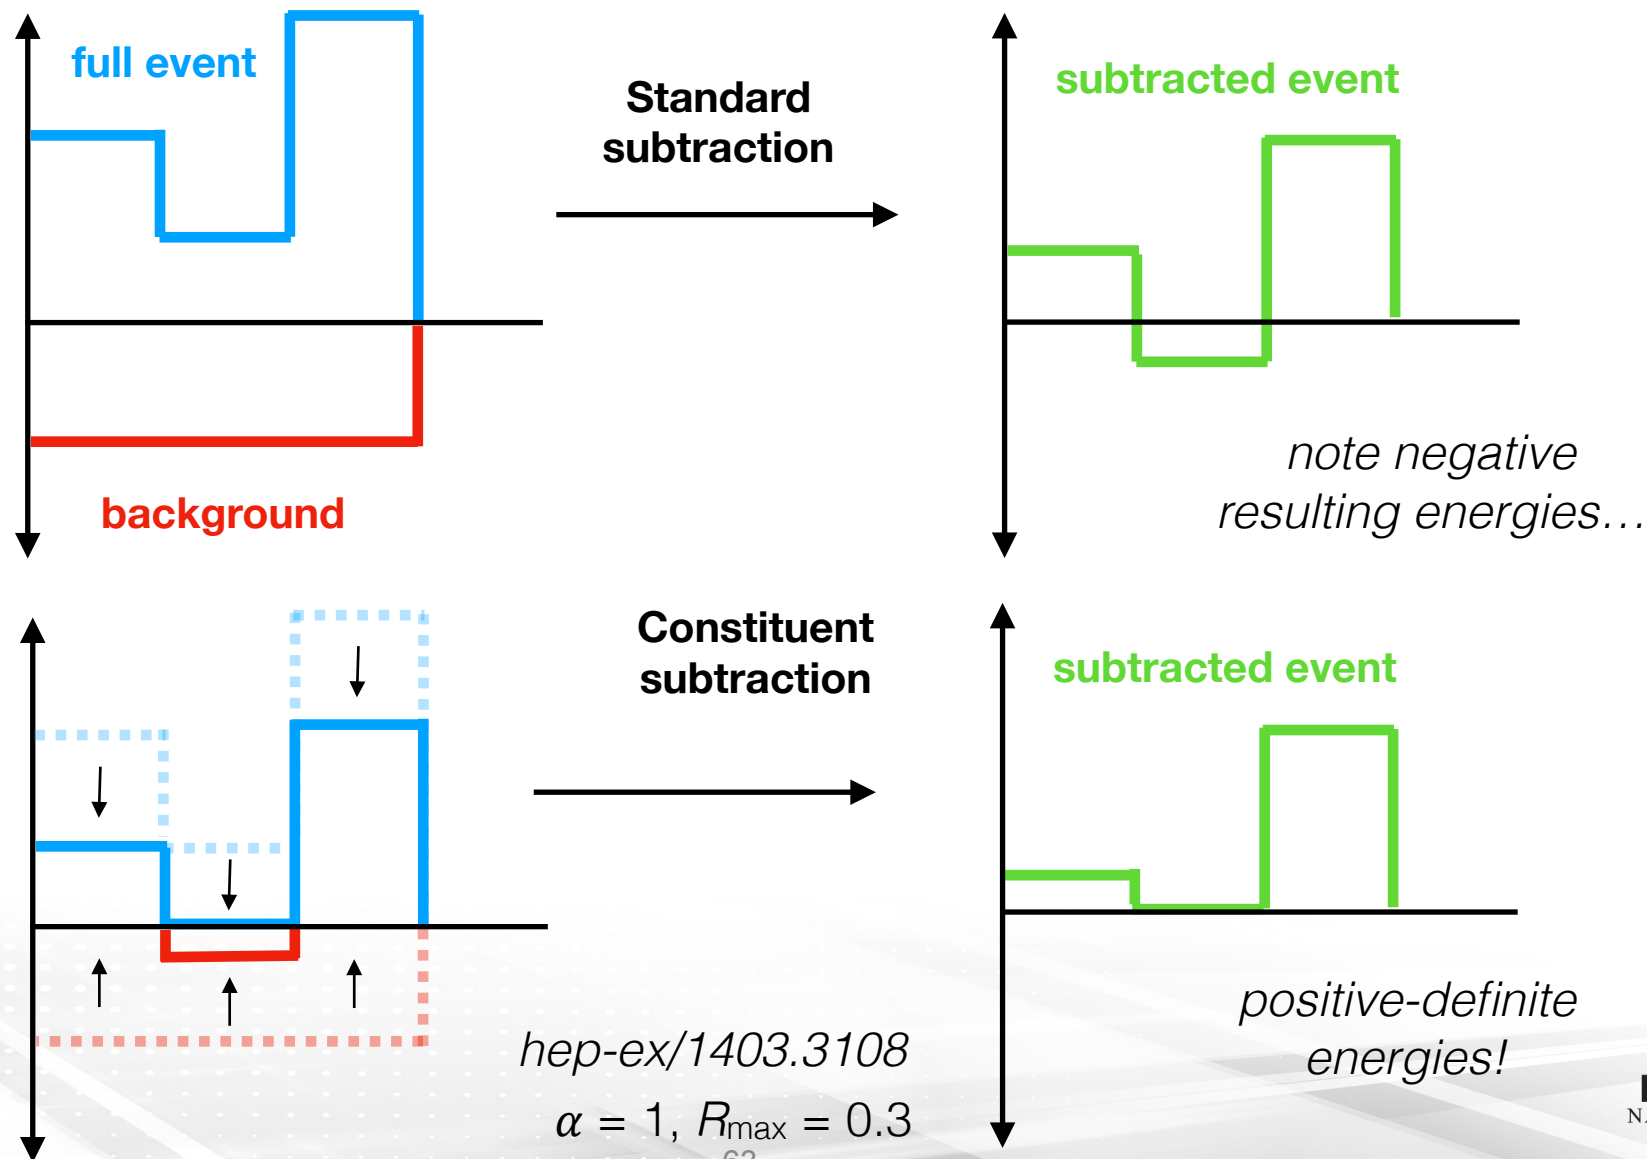 full event
Standard
subtraction
subtracted event
background
note negative
resulting energies…
Constituent
subtraction
subtracted event
positive-definite
energies!
hep-ex/1403.3108
α = 1, Rmax = 0.3